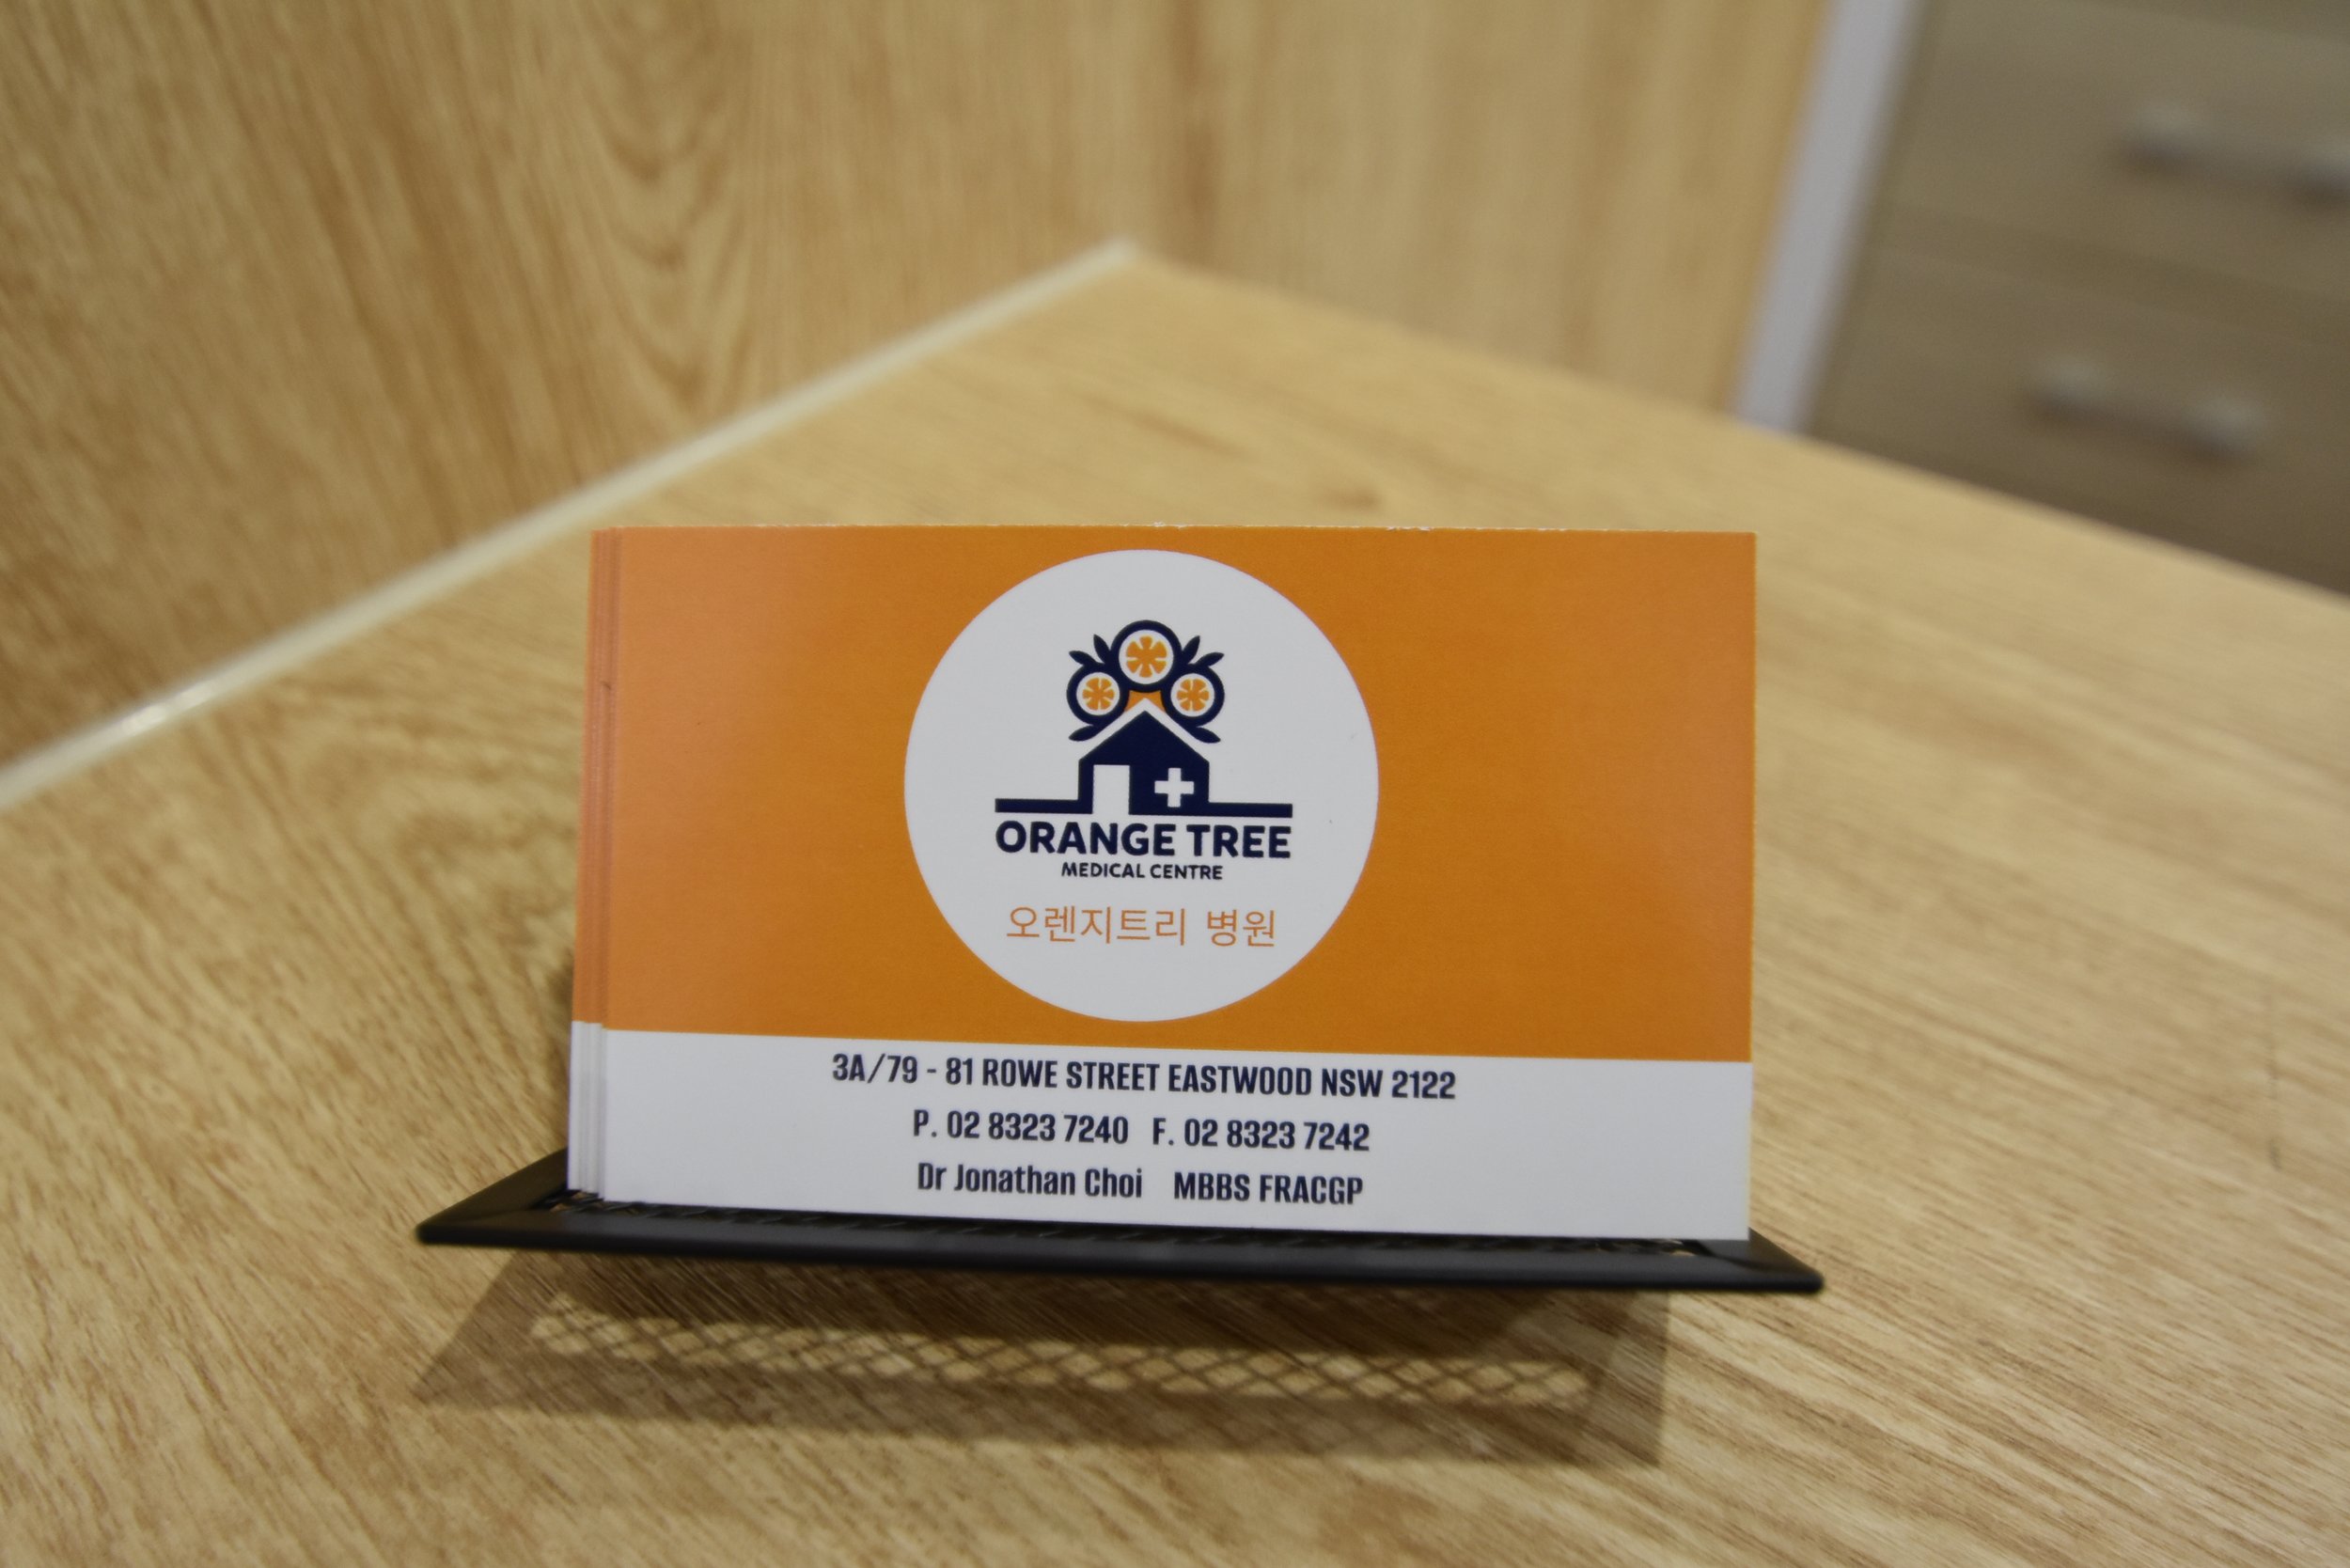 ORANGE TREE
MEDICAL CENTRE
오렌지트리 병원
3A/79 - 81 ROWE STREET EASTWOOD NSW 2122
P. 02 8323 7240 F. 02 8323 7242
Dr Jonathan Choi MBBS FRACGP